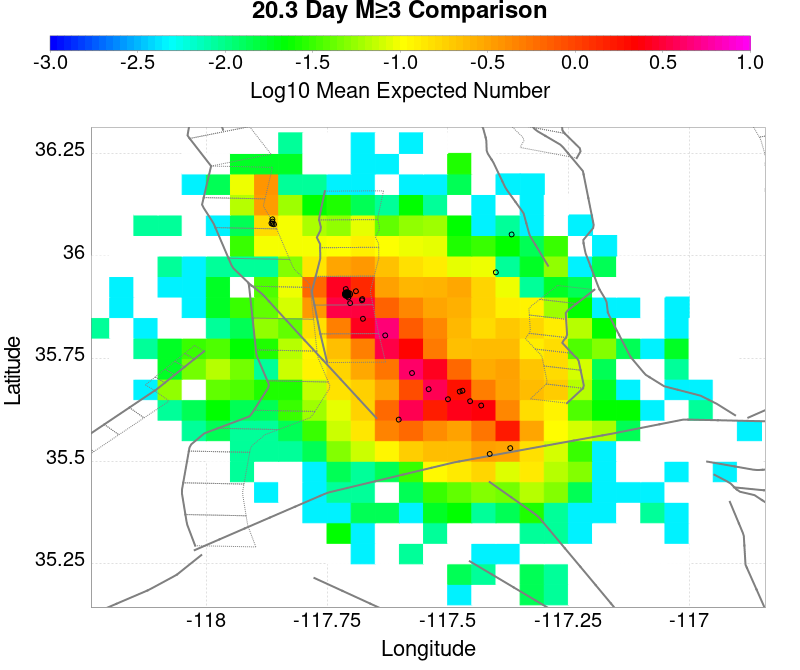 20.3 Day M≥3 Comparison
-3.0 -2.5 -2.0 -1.5 -1.0 -0.5 0.0 0.5 1.0
Log10 Mean Expected Number
36.25
36
35.75
35.5
35.25
Latitude
-118 -117.75 -117.5 -117.25 -117
Longitude